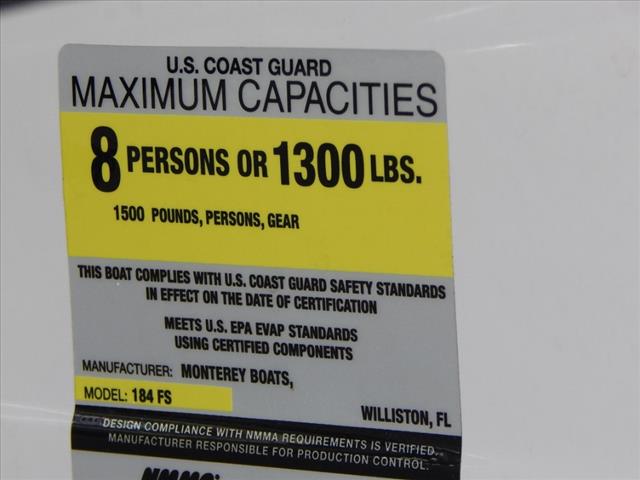 U.S. COAST GUARD
MAXIMUM CAPACITIES
8 PERSONS OR 1300 LBS.
1500 POUNDS, PERSONS, GEAR
THIS BOAT COMPLIES WITH U.S. COAST GUARD SAFETY STANDARDS
IN EFFECT ON THE DATE OF CERTIFICATION
MEETS U.S. EPA EVAP STANDARDS
USING CERTIFIED COMPONENTS
MANUFACTURER: MONTEREY BOATS,
MODEL: 184 FS
WILLISTON, FL
DESIGN COMPLIANCE WITH NMMA REQUIREMENTS IS VERIFIED.
MANUFACTURER RESPONSIBLE FOR PRODUCTION CONTROL.
NMMA